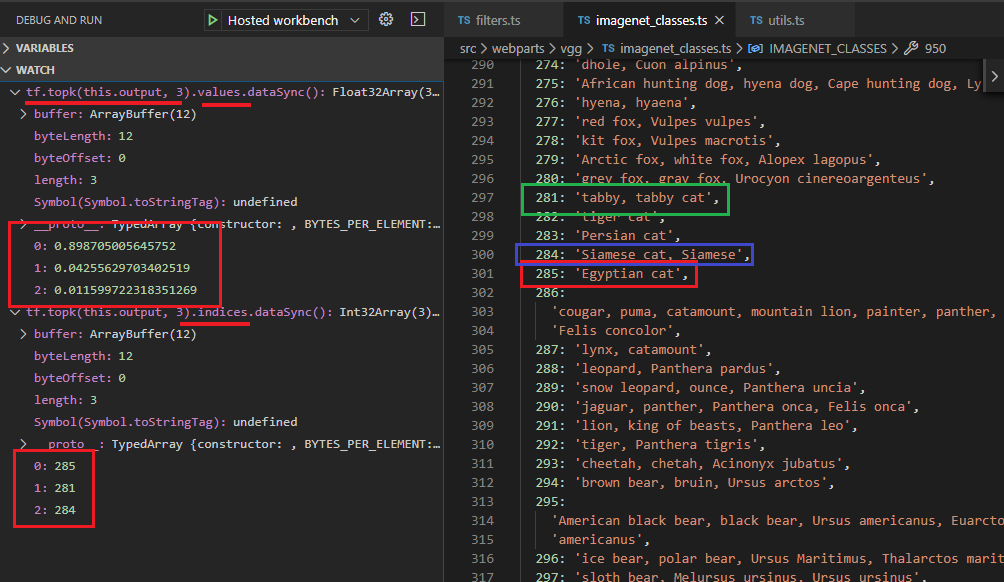 DEBUG AND RUN
Hosted workbench
VARIABLES
WATCH
tf.topk(this.output, 3).values.dataSync(): Float32Array(3…
buffer: ArrayBuffer(12)
byteLength: 12
byteOffset: 0
length: 3
Symbol(Symbol.toStringTag): undefined
__proto__: TypedArray {constructor: , BYTES_PER_ELEMENT:…
0: 0.898705005645752
1: 0.04255629703402519
2: 0.011599722318351269
tf.topk(this.output, 3).indices.dataSync(): Int32Array(3)…
buffer: ArrayBuffer(12)
byteLength: 12
byteOffset: 0
length: 3
Symbol(Symbol.toStringTag): undefined
__proto__: TypedArray {constructor: , BYTES_PER_ELEMENT:…
0: 285
1: 281
2: 284
TS filters.ts
TS imagenet_classes.ts
TS utils.ts
src > webparts > vgg > TS imagenet_classes.ts > IMAGENET_CLASSES > 950
290 274: 'dhole, Cuon alpinus',
291 275: 'African hunting dog, hyena dog, Cape hunting dog, Ly
292 276: 'hyena, hyaena',
293 277: 'red fox, Vulpes vulpes',
294 278: 'kit fox, Vulpes macrotis',
295 279: 'Arctic fox, white fox, Alopex lagopus',
296 280: 'grey fox, gray fox, Urocyon cinereoargenteus',
297 281: 'tabby, tabby cat',
298 282: 'tiger cat',
299 283: 'Persian cat',
300 284: 'Siamese cat, Siamese',
301 285: 'Egyptian cat',
302 286:
303 'cougar, puma, catamount, mountain lion, painter, panther,
304 'Felis concolor',
305 287: 'lynx, catamount',
306 288: 'leopard, Panthera pardus',
307 289: 'snow leopard, ounce, Panthera uncia',
308 290: 'jaguar, panther, Panthera onca, Felis onca',
309 291: 'lion, king of beasts, Panthera leo',
310 292: 'tiger, Panthera tigris',
311 293: 'cheetah, chetah, Acinonyx jubatus',
312 294: 'brown bear, bruin, Ursus arctos',
313 295:
314 'American black bear, black bear, Ursus americanus, Euarcto
315 'americanus',
316 296: 'ice bear, polar bear, Ursus Maritimus, Thalarctos marit
317 297: 'sloth bear, Melursus ursinus, Ursus ursinus',